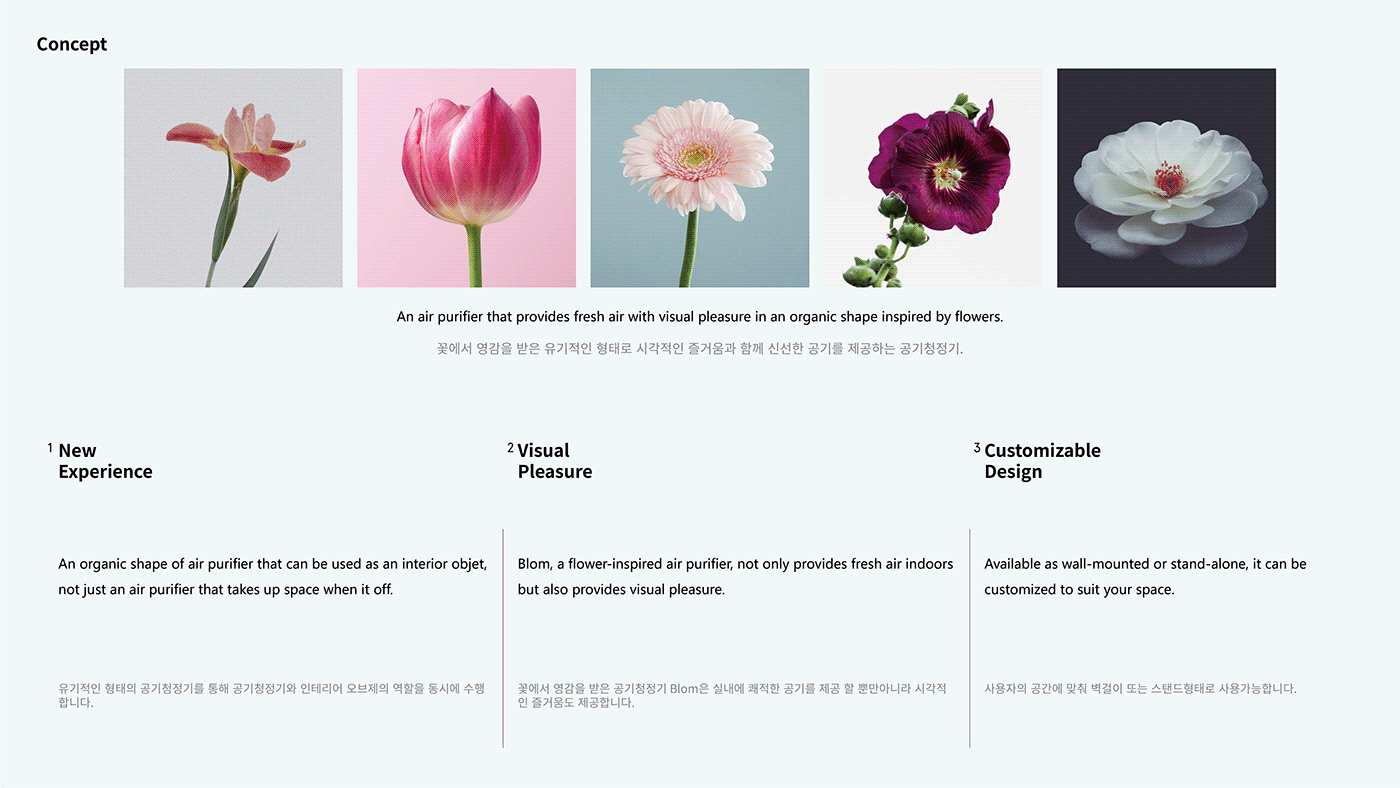 Concept
An air purifier that provides fresh air with visual pleasure in an organic shape inspired by flowers.
꽃에서 영감을 받은 유기적인 형태로 시각적인 즐거움과 함께 신선한 공기를 제공하는 공기청정기.
1 New
Experience
An organic shape of air purifier that can be used as an interior objet,
not just an air purifier that takes up space when it off.
유기적인 형태의 공기청정기를 통해 공기청정기와 인테리어 오브제의 역할을 동시에 수행
합니다.
2 Visual
Pleasure
Blom, a flower-inspired air purifier, not only provides fresh air indoors
but also provides visual pleasure.
꽃에서 영감을 받은 공기청정기 Blom은 실내에 쾌적한 공기를 제공 할 뿐만아니라 시각적
인 즐거움도 제공합니다.
3 Customizable
Design
Available as wall-mounted or stand-alone, it can be
customized to suit your space.
사용자의 공간에 맞춰 벽걸이 또는 스탠드형태로 사용가능합니다.